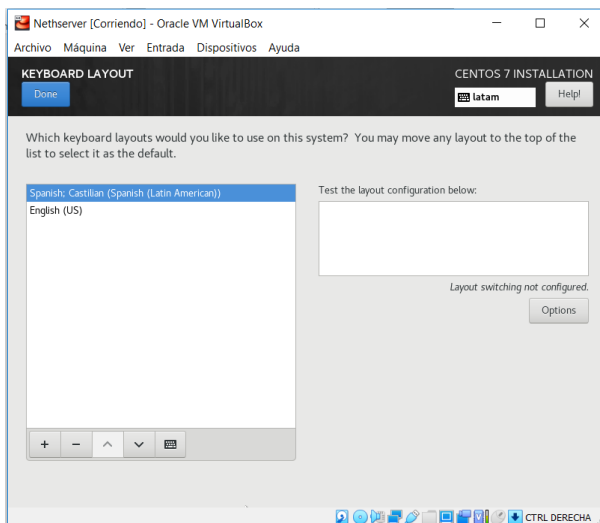 Nethserver [Corriendo] - Oracle VM VirtualBox
Archivo Máquina Ver Entrada Dispositivos Ayuda
KEYBOARD LAYOUT
CENTOS 7 INSTALLATION
Done
latam
Help!
Which keyboard layouts would you like to use on this system? You may move any layout to the top of the
list to select it as the default.
Spanish; Castilian (Spanish (Latin American))
English (US)
Test the layout configuration below:
Layout switching not configured.
Options
CTRL DERECHA